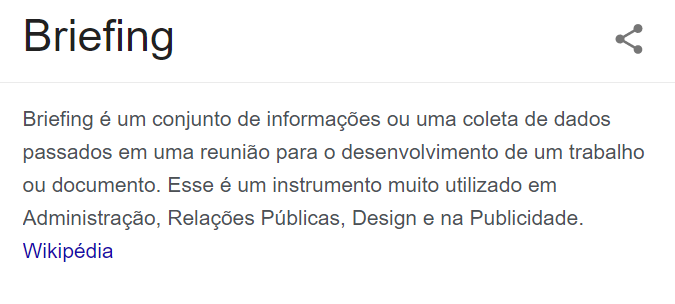 Briefing
Briefing é um conjunto de informações ou uma coleta de dados
passados em uma reunião para o desenvolvimento de um trabalho
ou documento. Esse é um instrumento muito utilizado em
Administração, Relações Públicas, Design e na Publicidade.
Wikipédia